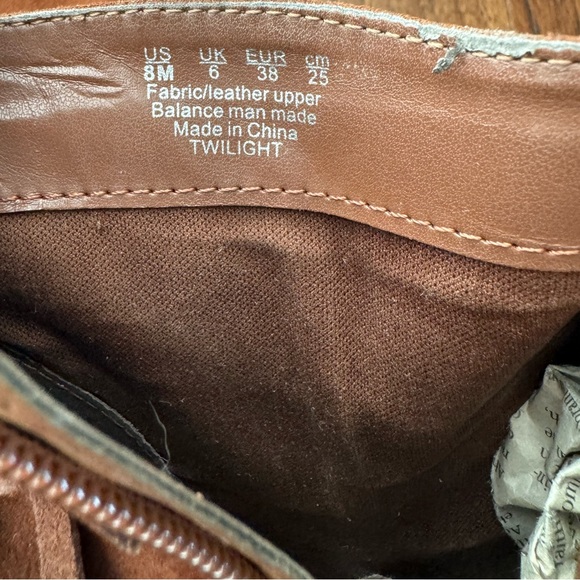 US UK EUR cm
8M 6 38 25
Fabric/leather upper
Balance man made
Made in China
TWILIGHT